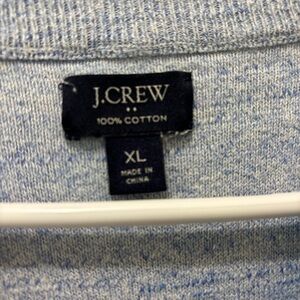 J.CREW
100% COTTON
XL
MADE IN
CHINA